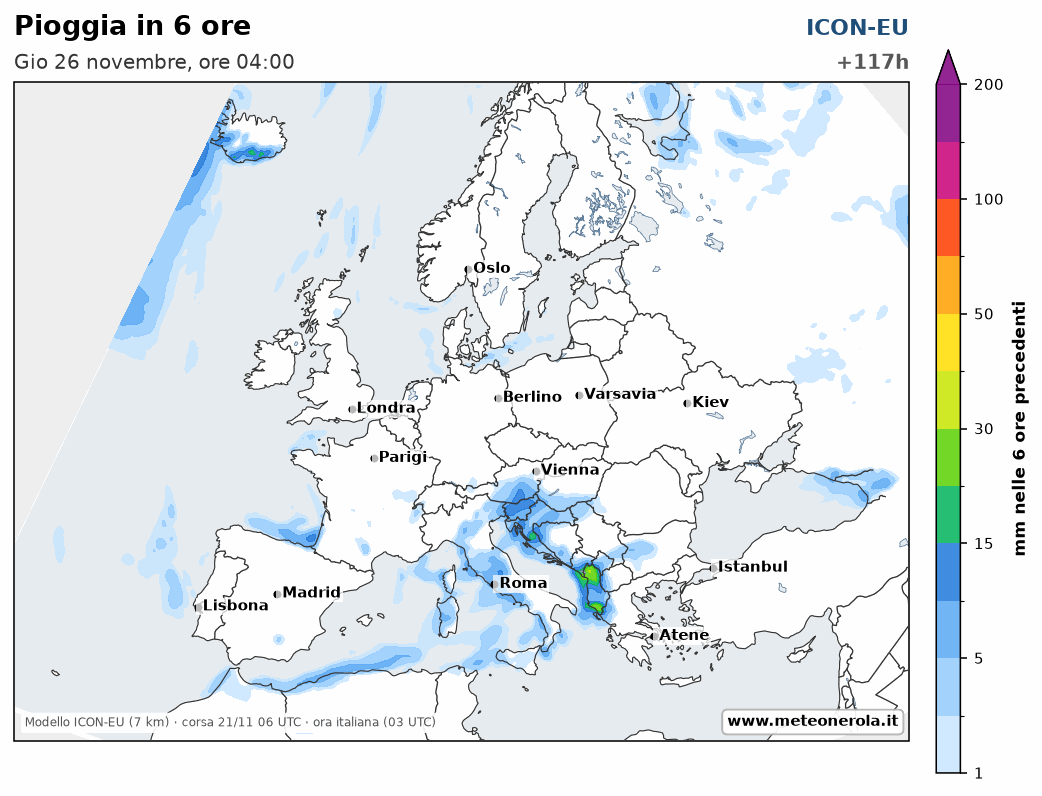 Pioggia in 6 ore
ICON-EU
Gio 26 novembre, ore 04:00
+117h
200
100
50
30
15
5
1
mm nelle 6 ore precedenti
Oslo
Berlino
Varsavia
Kiev
Londra
Parigi
Vienna
Istanbul
Roma
Madrid
Lisbona
Atene
Modello ICON-EU (7 km) · corsa 21/11 06 UTC · ora italiana (03 UTC)
www.meteonerola.it